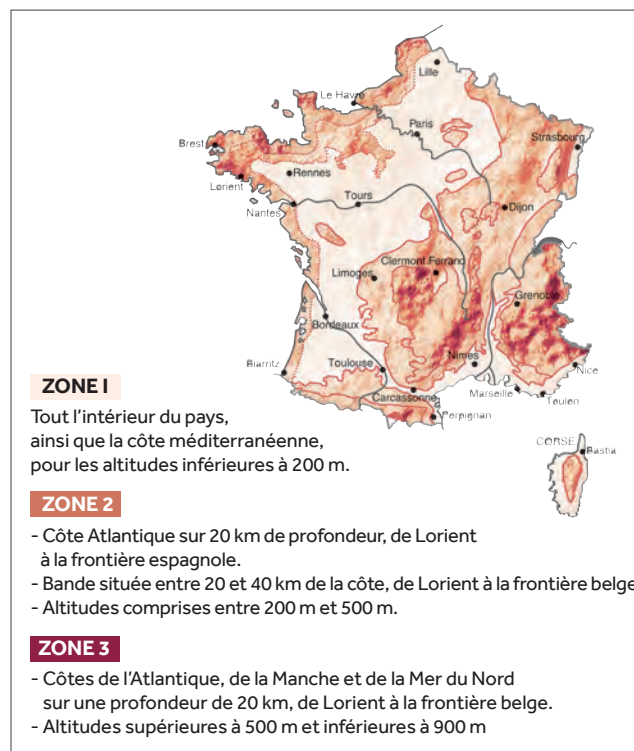 Lille
Le Havre
Paris
Strasbourg
Brest
Rennes
Lorient
Tours
Nantes
Dijon
Clermont Ferrand
Limoges
Grenoble
Bordeaux
Biarritz
Toulouse
Nimes
Nice
Carcassonne
Marseille
Toulon
Perpignan
CORSE
Bastia
ZONE I
Tout l'intérieur du pays,
ainsi que la côte méditerranéenne,
pour les altitudes inférieures à 200 m.
ZONE 2
- Côte Atlantique sur 20 km de profondeur, de Lorient
à la frontière espagnole.
- Bande située entre 20 et 40 km de la côte, de Lorient à la frontière belge
- Altitudes comprises entre 200 m et 500 m.
ZONE 3
- Côtes de l'Atlantique, de la Manche et de la Mer du Nord
sur une profondeur de 20 km, de Lorient à la frontière belge.
- Altitudes supérieures à 500 m et inférieures à 900 m